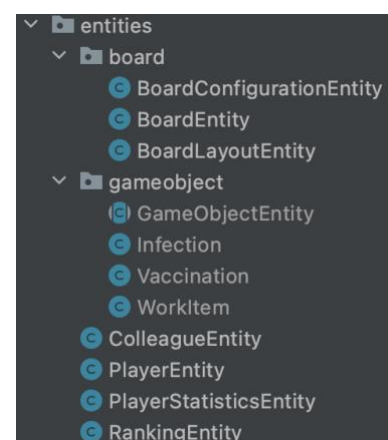 entities
board
BoardConfigurationEntity
BoardEntity
BoardLayoutEntity
gameobject
GameObjectEntity
Infection
Vaccination
WorkItem
ColleagueEntity
PlayerEntity
PlayerStatisticsEntity
RankingEntity